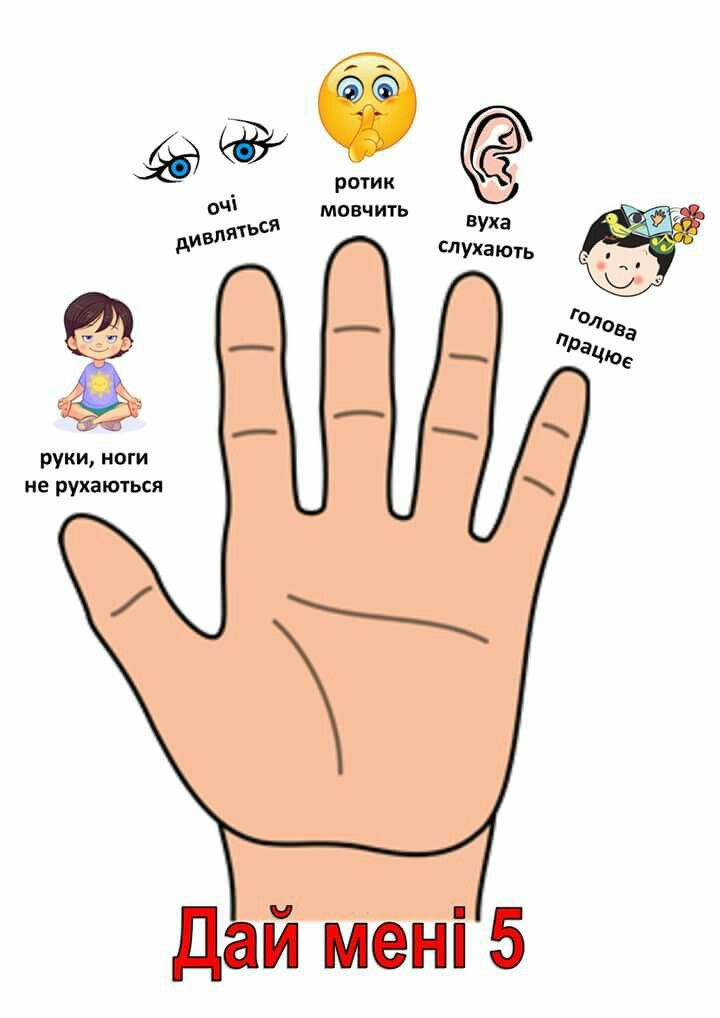 руки, ноги
не рухаються
очі
дивляться
ротик
мовчить
вуха
слухають
голова
працює
Дай мені 5